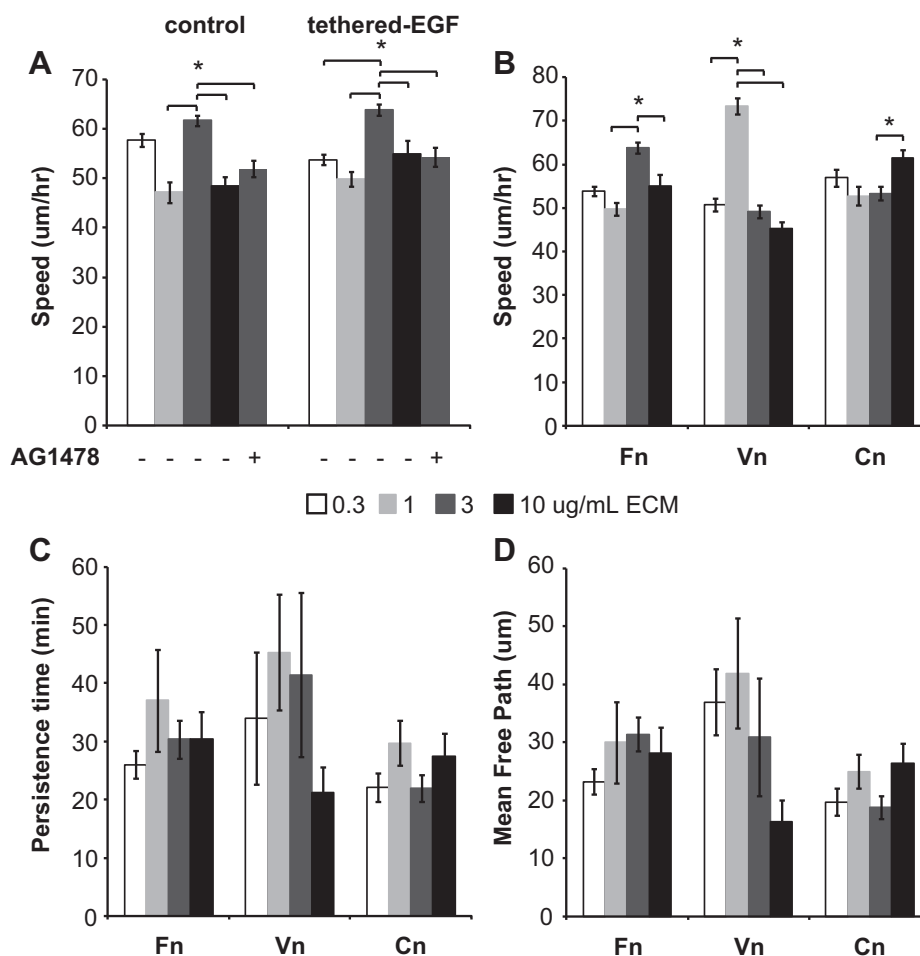 control tethered-EGF
A
*
*
70
60
50
40
30
20
10
0
Speed (um/hr)
AG1478 - - - - + - - - - +
B
*
*
*
80
70
60
50
40
30
20
10
0
Speed (um/hr)
Fn Vn Cn
0.3 1 3 10 ug/mL ECM
C
60
50
40
30
20
10
0
Persistence time (min)
Fn Vn Cn
D
60
50
40
30
20
10
0
Mean Free Path (um)
Fn Vn Cn